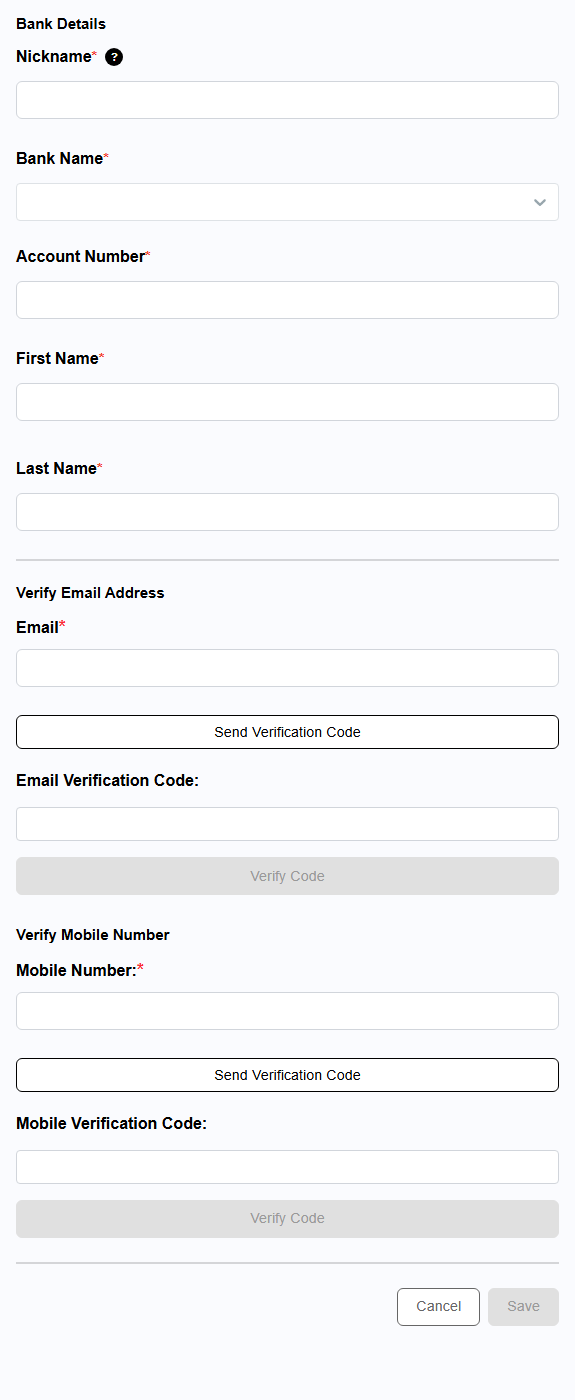 Bank Details
Nickname* ?
Bank Name*
Account Number*
First Name*
Last Name*
Verify Email Address
Email*
Send Verification Code
Email Verification Code:
Verify Code
Verify Mobile Number
Mobile Number:*
Send Verification Code
Mobile Verification Code:
Verify Code
Cancel Save